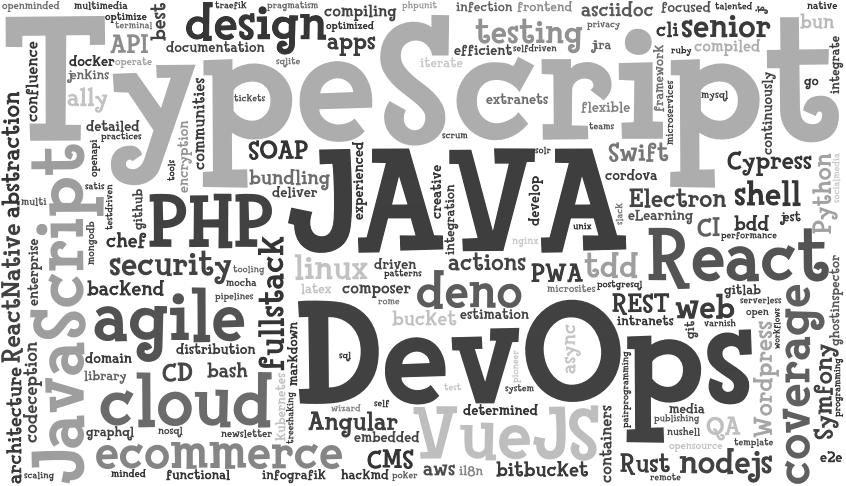 openminded
multimedia
optimize
terminal
best
traefik
pragmatism
design
compiling
optimized
apps
phpunit
infection
frontend
asciidoc
focused
talented
native
cli
senior
bun
API
documentation
testing
efficient
selfdriven
privacy
jira
ruby
compiled
operate
docker
jenkins
confluence
sqlite
iterate
framework
integrate
TypeScript
ally
tickets
extranets
flexible
mysql
go
communities
microservices
continuously
detailed
practices
teams
scrum
openapi
tools
encryption
SOAP
experienced
solr
Swift
Cypress
Python
socialmedia
bundling
deliver
JAVA
creative
develop
cordova
satis
testdriven
github
multi
PHP
integration
unix
slack
Electron
shell
eLearning
CI
bdd
jest
performance
mongodb
chef
nginx
React
abstraction
ReactNative
JavaScript
enterprise
security
tooling
mocha
linux
driven
patterns
actions
PWA
tdd
postgresql
backend
pipelines
latex
composer
rome
deno
microsites
gitlab
serverless
agile
fullstack
bucket
estimation
REST
web
open
intranets
git
varnish
workflows
ghostinspector
distribution
markdown
sql
DevOps
async
coverage
domain
library
CD
bash
pioneer
system
pairprogramming
Wordpress
Symfony
programming
architecture
codeception
cloud
Kubernetes
treeshaking
wizard
self
tert
determined
media
publishing
QA
graphql
nosql
newsletter
Angular
embedded
VueJS
containers
nushell
opensource
template
ecommerce
CMS
scaling
minded
functional
infografik
hackmd
poker
aws
i18n
bitbucket
Rust
remote
nodejs
e2e